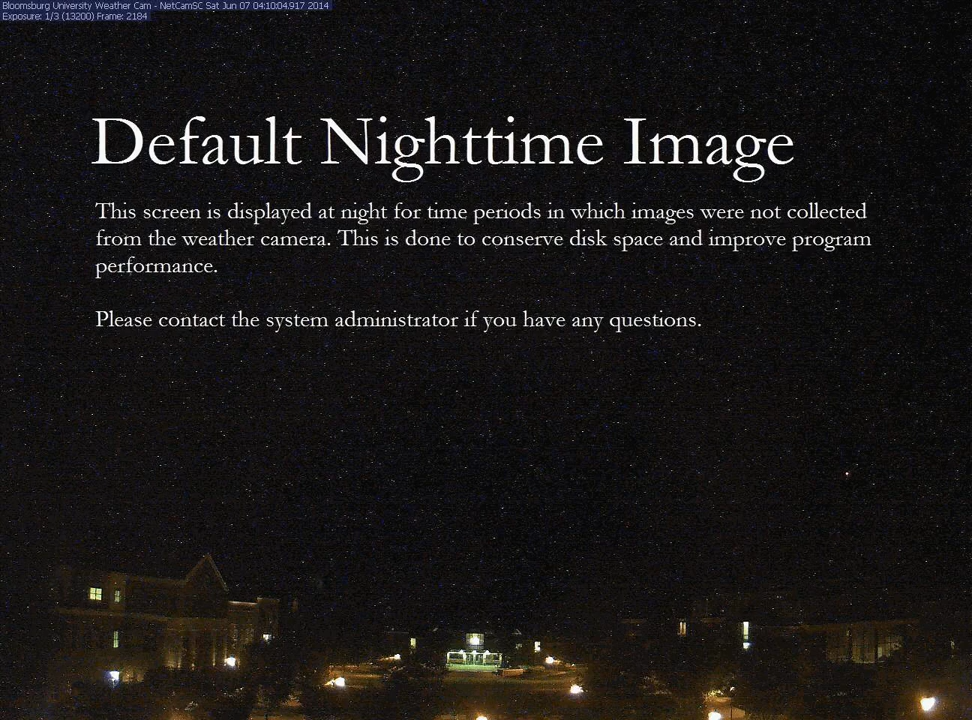 Bloomsburg University Weather Cam - NetCamSC Sat Jun 07 04:10:04.917 2014
Exposure: 1/3 (13200) Frame: 2184
Default Nighttime Image
This screen is displayed at night for time periods in which images were not collected
from the weather camera. This is done to conserve disk space and improve program
performance.
Please contact the system administrator if you have any questions.